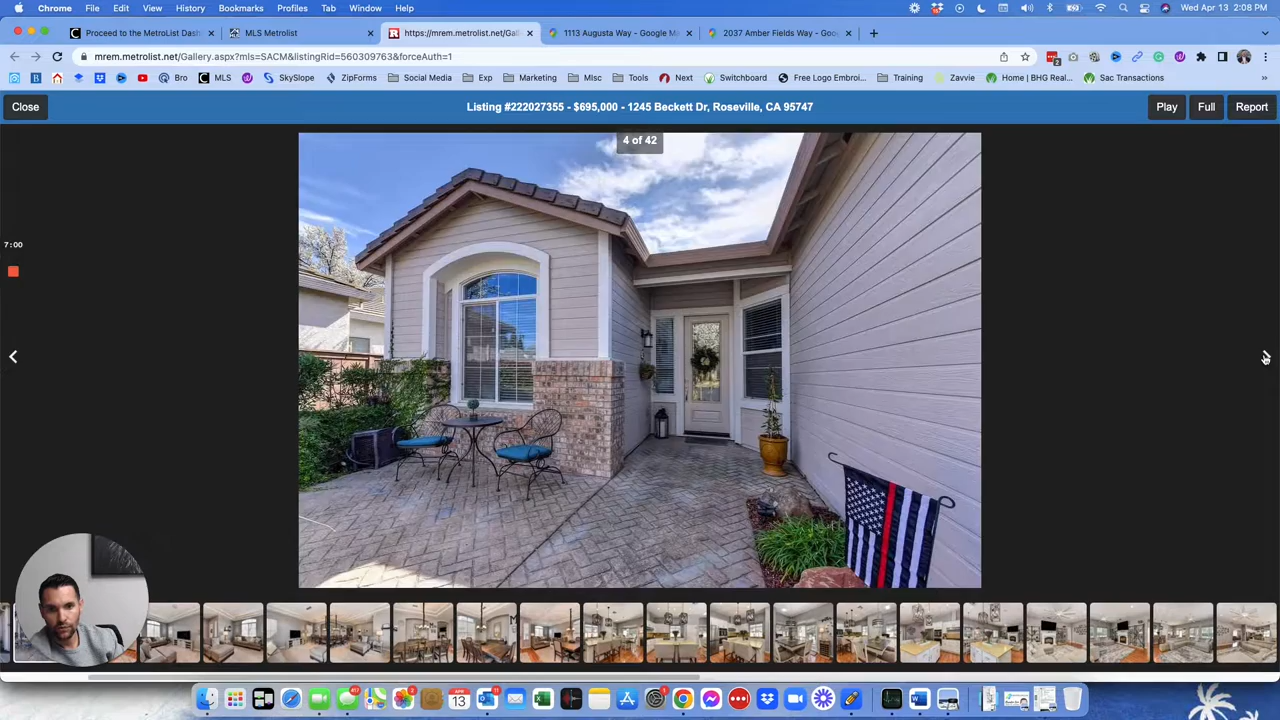 Chrome File Edit View History Bookmarks Profiles Tab Window Help Wed Apr 13 2:08 PM
Proceed to the MetroList Dash MLS Metrolist https://mrem.metrolist.net/Gal 1113 Augusta Way - Google M 2037 Amber Fields Way - Goog
mrem.metrolist.net/Gallery.aspx?mls=SACM&listingRid=560309763&forceAuth=1
Bro MLS SkySlope ZipForms Social Media Exp Marketing Misc Tools Next Switchboard Free Logo Embroi... Training Zavvie Home | BHG Real... Sac Transactions
Close Listing #222027355 - $695,000 - 1245 Beckett Dr, Roseville, CA 95747 Play Full Report
4 of 42
7:00